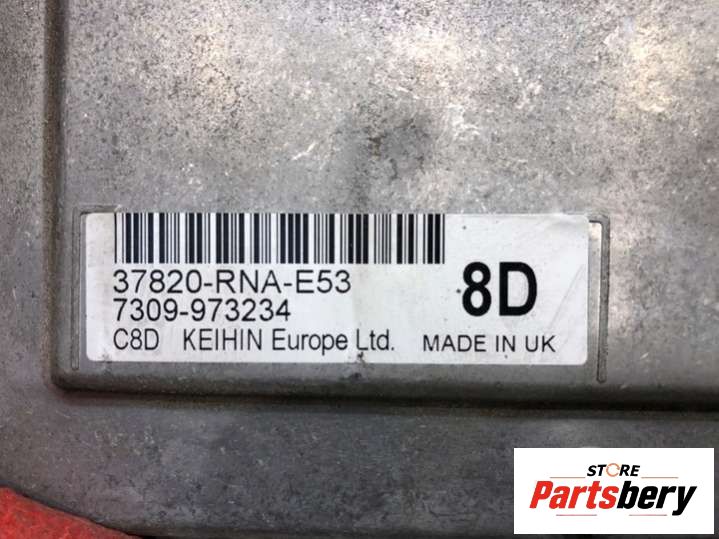 37820-RNA-E53
7309-973234
8D
C8D KEIHIN Europe Ltd. MADE IN UK
STORE
Partsbery